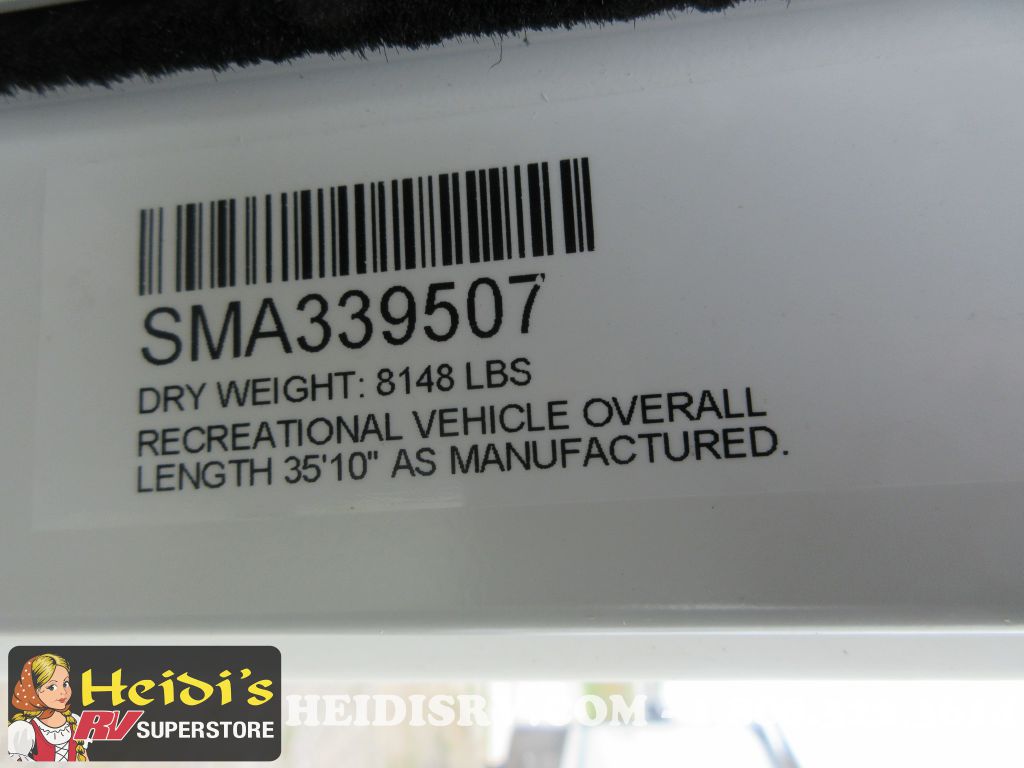 SMA339507
DRY WEIGHT: 8148 LBS
RECREATIONAL VEHICLE OVERALL
LENGTH 35'10" AS MANUFACTURED.
Heidi's
RV SUPERSTORE